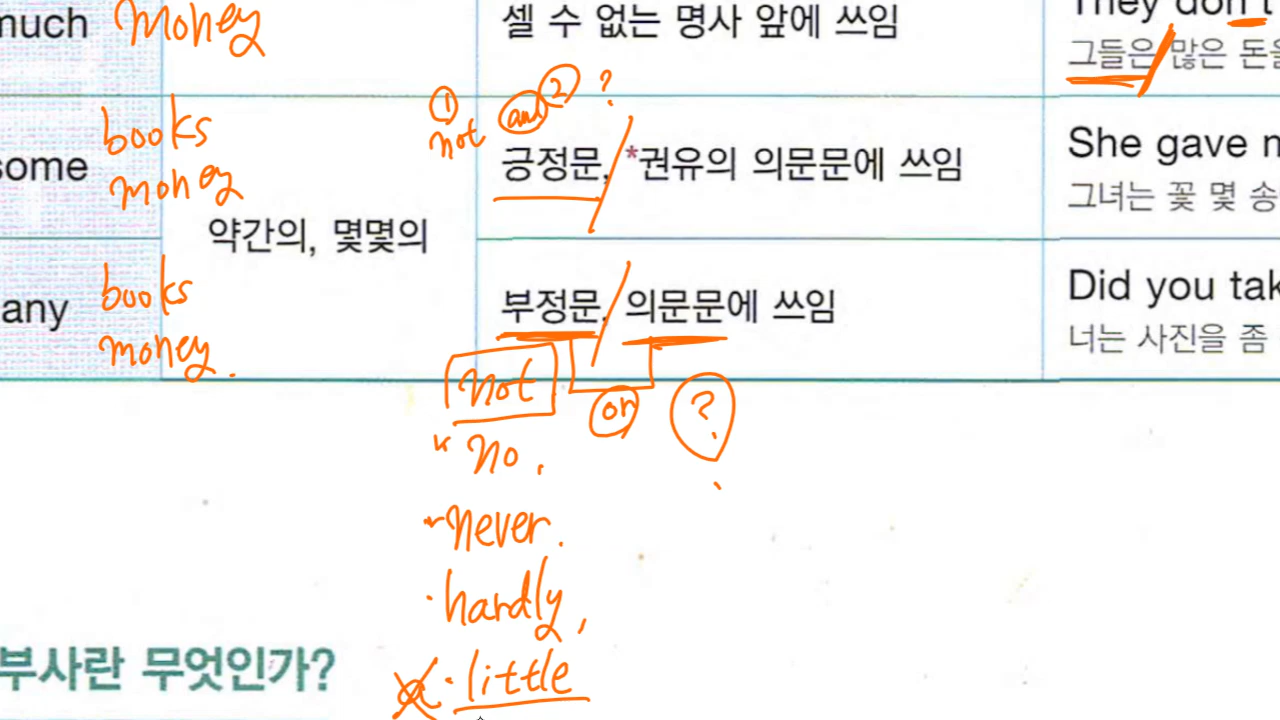 much money
셀 수 없는 명사 앞에 쓰임
They don't
그들은 많은 돈을
① not and ② ?
some books money
약간의, 몇몇의
긍정문, *권유의 의문문에 쓰임
She gave m
그녀는 꽃 몇 송
any books money.
부정문, 의문문에 쓰임
Did you tak
너는 사진을 좀
not or ?
no,
never.
hardly,
a little
부사란 무엇인가?